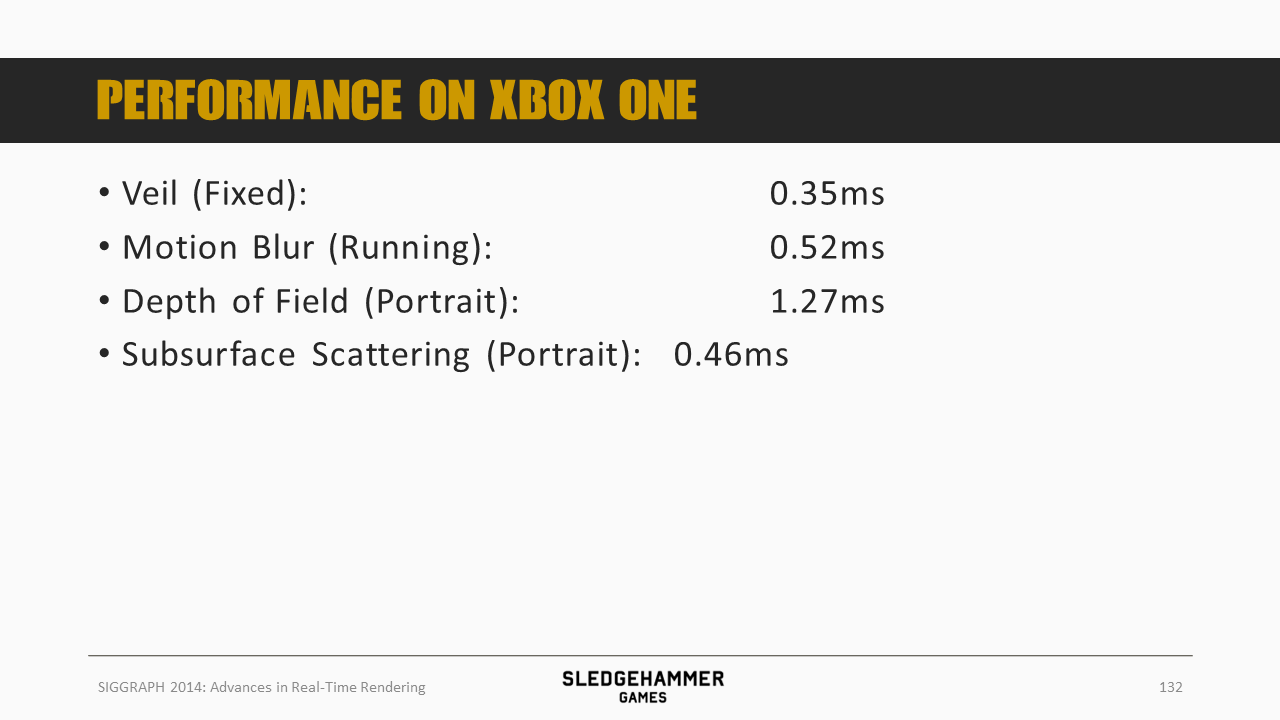 PERFORMANCE ON XBOX ONE
• Veil (Fixed): 0.35ms
• Motion Blur (Running): 0.52ms
• Depth of Field (Portrait): 1.27ms
• Subsurface Scattering (Portrait): 0.46ms
SIGGRAPH 2014: Advances in Real-Time Rendering
SLEDGEHAMMER
GAMES
132